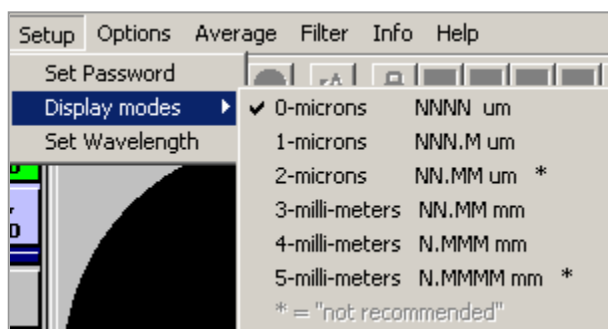 Setup Options Average Filter Info Help
Set Password
Display modes
Set Wavelength
✔ 0-microns NNNN um
1-microns NNN.M um
2-microns NN.MM um *
3-milli-meters NN.MM mm
4-milli-meters N.MMM mm
5-milli-meters N.MMMM mm *
* = "not recommended"